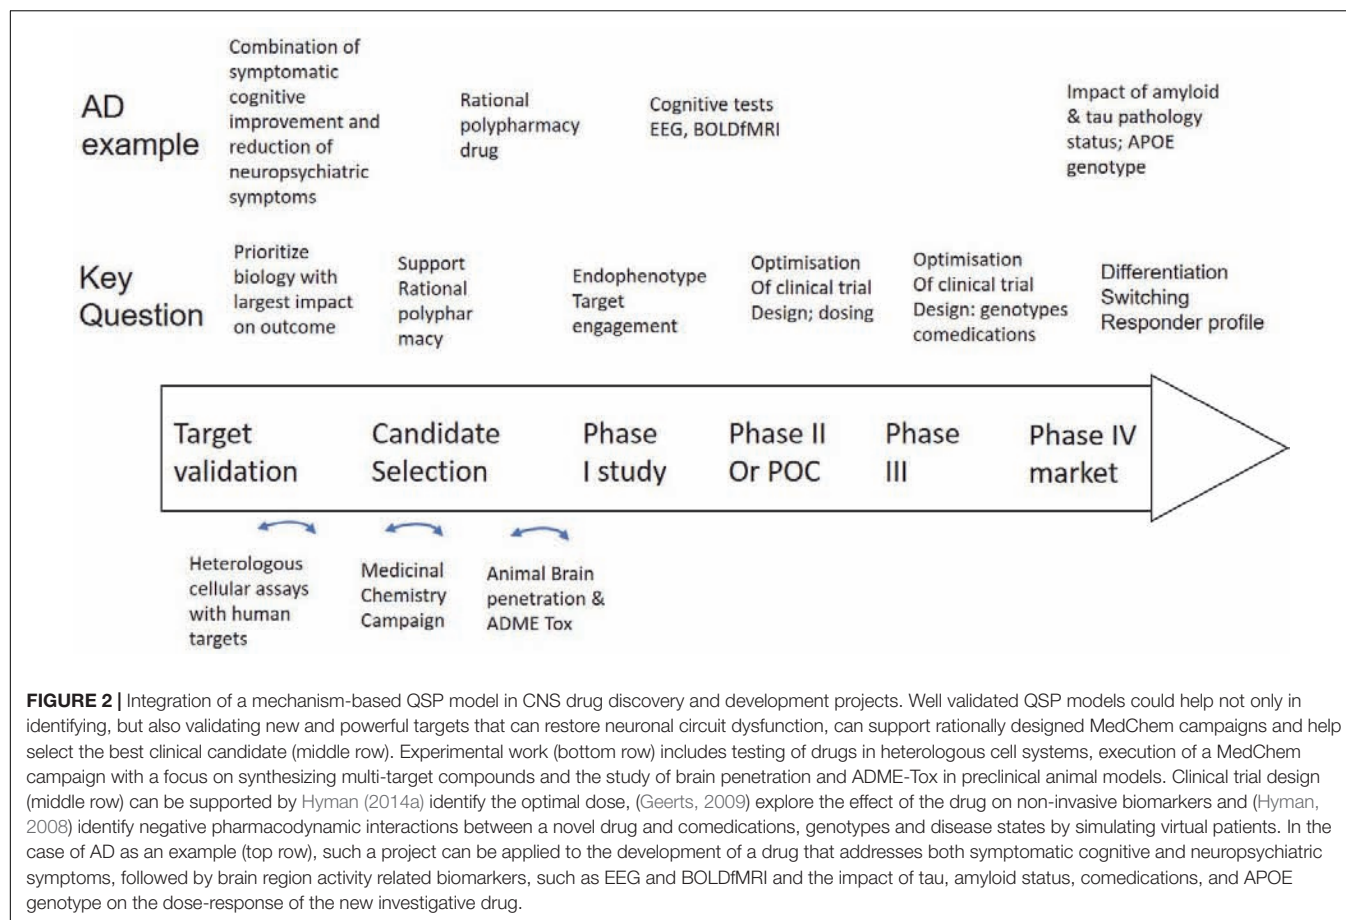 AD
example
Combination of
symptomatic
cognitive
improvement and
reduction of
neuropsychiatric
symptoms
Rational
polypharmacy
drug
Cognitive tests
EEG, BOLDfMRI
Impact of amyloid
& tau pathology
status; APOE
genotype
Key
Question
Prioritize
biology with
largest impact
on outcome
Support
Rational
polyphar
macy
Endophenotype
Target
engagement
Optimisation
Of clinical trial
Design; dosing
Optimisation
Of clinical trial
Design: genotypes
comedications
Differentiation
Switching
Responder profile
Target
validation
Candidate
Selection
Phase
I study
Phase II
Or POC
Phase
III
Phase IV
market
Heterologous
cellular assays
with human
targets
Medicinal
Chemistry
Campaign
Animal Brain
penetration &
ADME Tox
FIGURE 2 | Integration of a mechanism-based QSP model in CNS drug discovery and development projects. Well validated QSP models could help not only in
identifying, but also validating new and powerful targets that can restore neuronal circuit dysfunction, can support rationally designed MedChem campaigns and help
select the best clinical candidate (middle row). Experimental work (bottom row) includes testing of drugs in heterologous cell systems, execution of a MedChem
campaign with a focus on synthesizing multi-target compounds and the study of brain penetration and ADME-Tox in preclinical animal models. Clinical trial design
(middle row) can be supported by Hyman (2014a) identify the optimal dose, (Geerts, 2009) explore the effect of the drug on non-invasive biomarkers and (Hyman,
2008) identify negative pharmacodynamic interactions between a novel drug and comedications, genotypes and disease states by simulating virtual patients. In the
case of AD as an example (top row), such a project can be applied to the development of a drug that addresses both symptomatic cognitive and neuropsychiatric
symptoms, followed by brain region activity related biomarkers, such as EEG and BOLDfMRI and the impact of tau, amyloid status, comedications, and APOE
genotype on the dose-response of the new investigative drug.